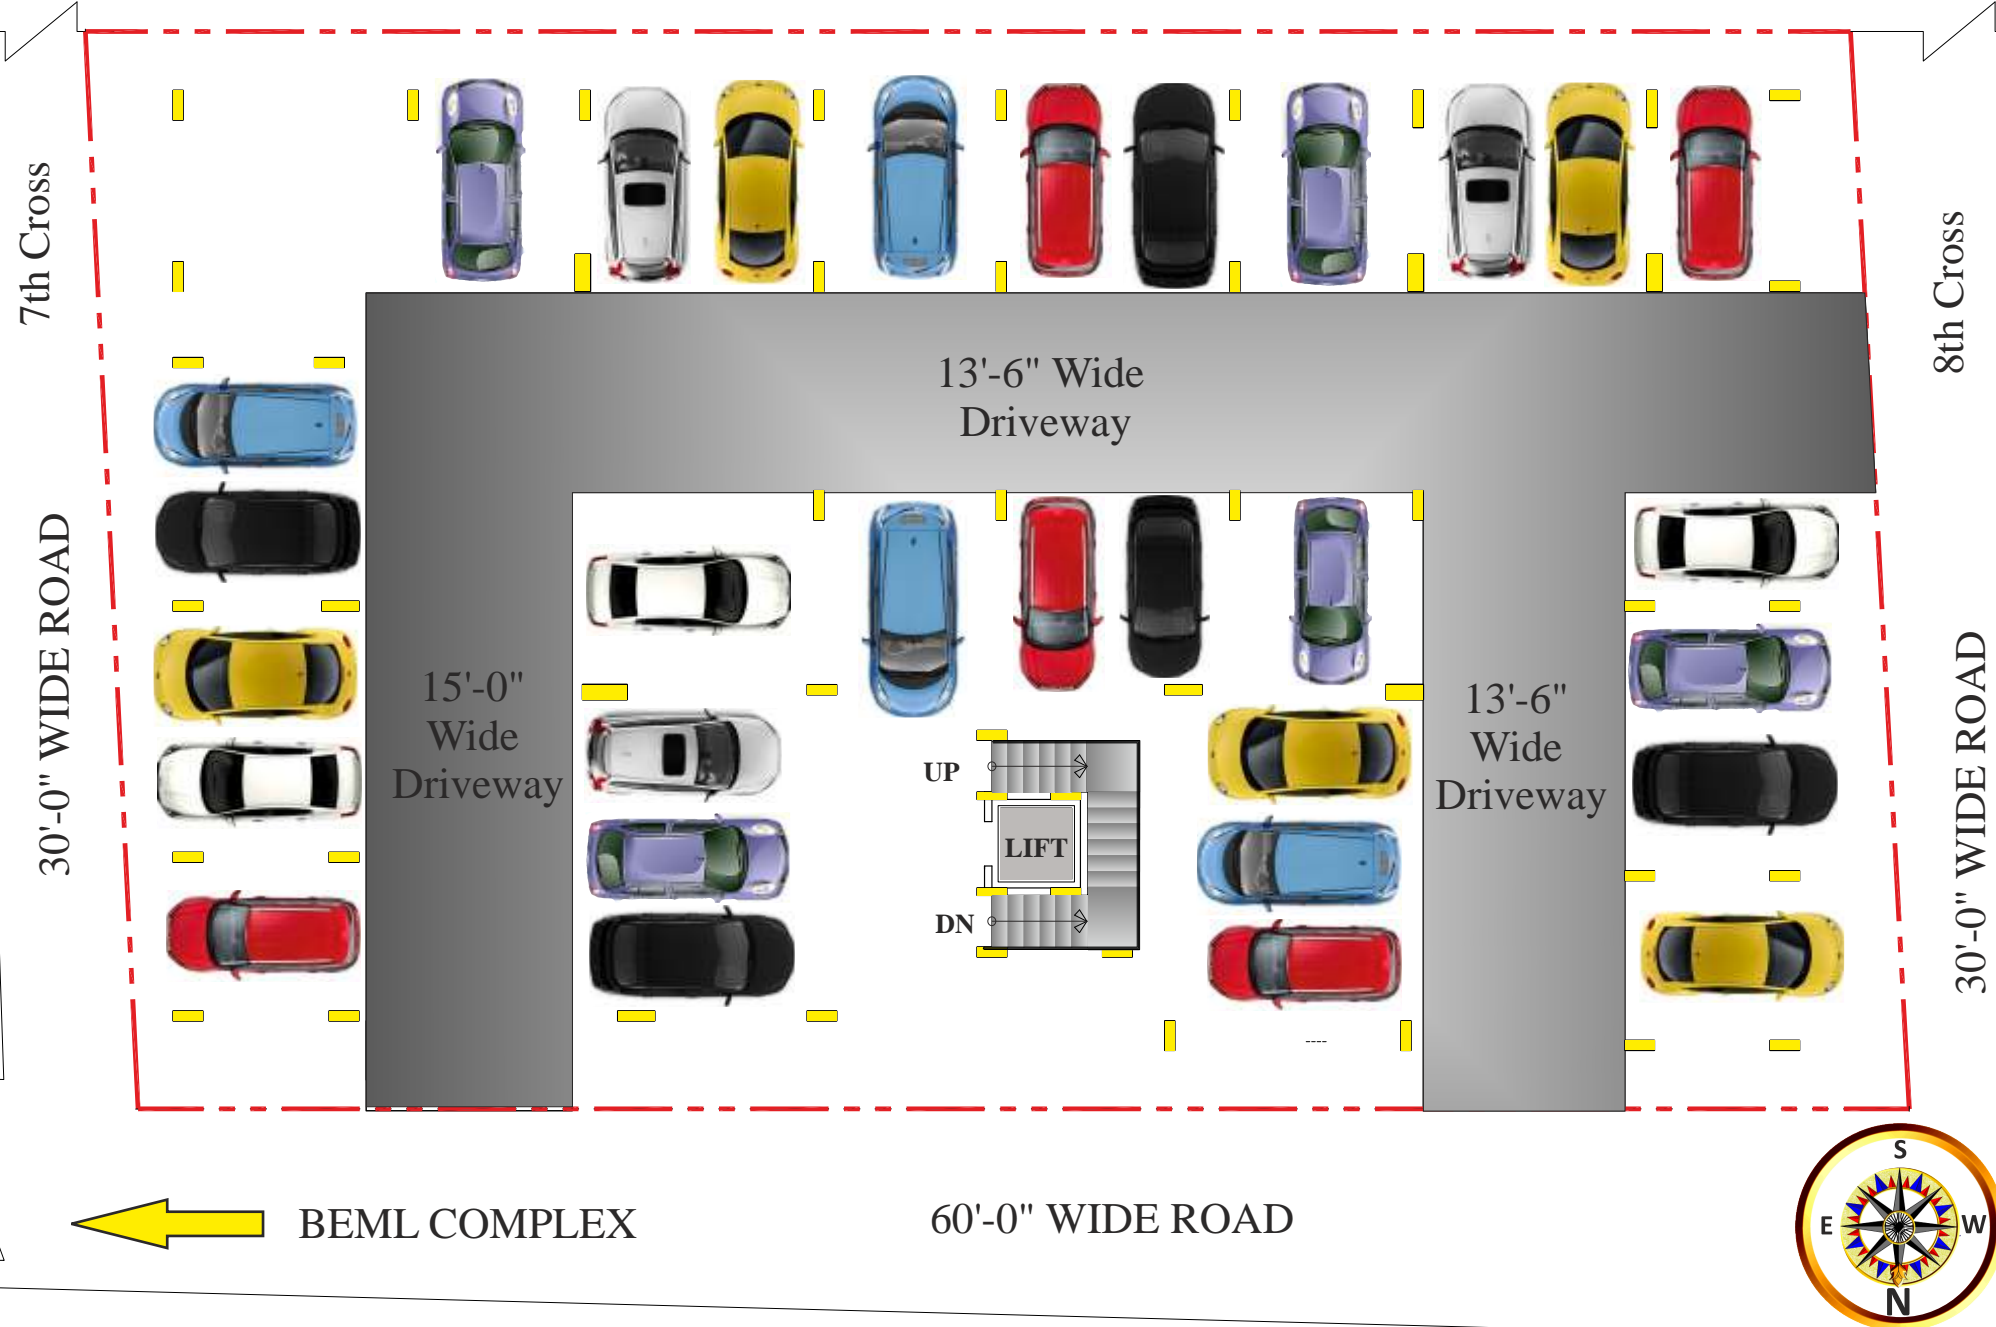 7th Cross
8th Cross
13'-6" Wide
Driveway
30'-0" WIDE ROAD
15'-0"
Wide
Driveway
13'-6"
Wide
Driveway
30'-0" WIDE ROAD
UP
LIFT
DN
----
BEML COMPLEX
60'-0" WIDE ROAD
S
E
W
N